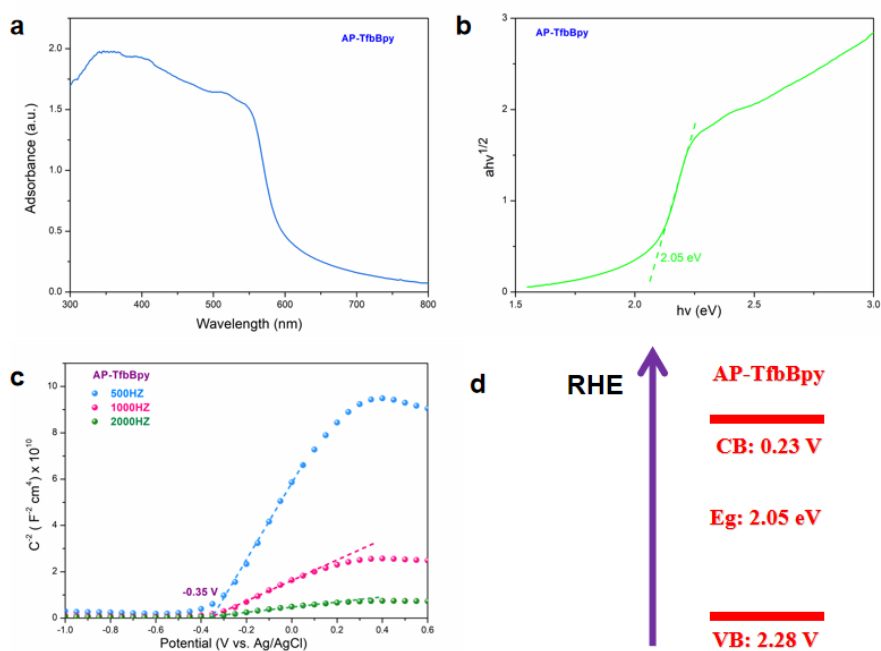 a
AP-TfbBpy
2.0
1.5
1.0
0.5
0.0
Adsorbance (a.u.)
300 400 500 600 700 800
Wavelength (nm)
b
AP-TfbBpy
3
2
1
0
ahv1/2
2.05 eV
1.5 2.0 2.5 3.0
hv (eV)
c
AP-TfbBpy
500HZ
1000HZ
2000HZ
10
8
6
4
2
0
C-2 ( F-2 cm4) x 1010
-0.35 V
-1.0 -0.8 -0.6 -0.4 -0.2 0.0 0.2 0.4 0.6
Potential (V vs. Ag/AgCl)
d
RHE
AP-TfbBpy
CB: 0.23 V
Eg: 2.05 eV
VB: 2.28 V